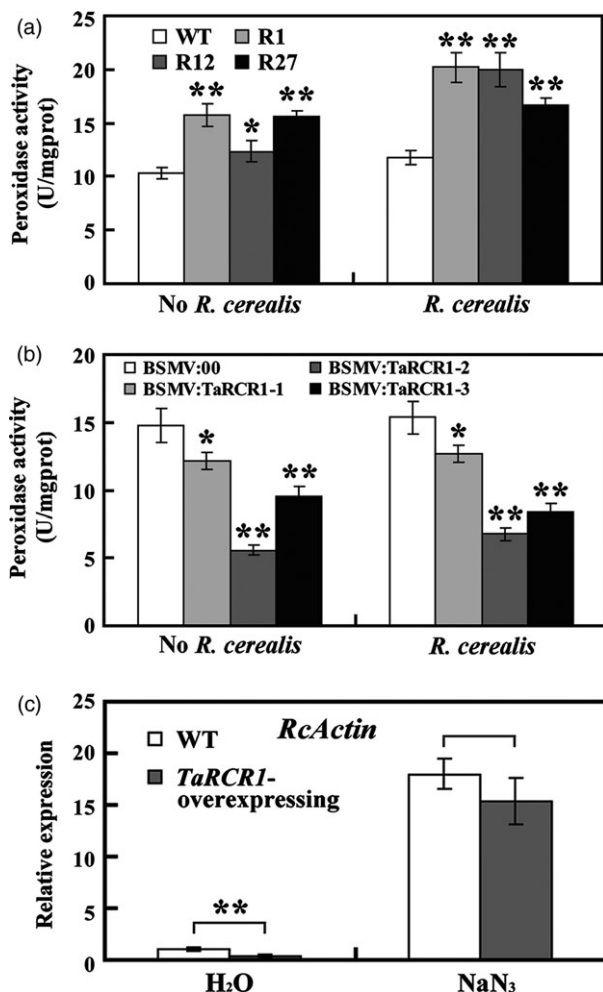 (a)
WT
R1
R12
R27
Peroxidase activity
(U/mgprot)
25
20
15
10
5
0
**
*
**
**
**
**
No R. cerealis
R. cerealis
(b)
BSMV:00
BSMV:TaRCR1-2
BSMV:TaRCR1-1
BSMV:TaRCR1-3
Peroxidase activity
(U/mgprot)
20
15
10
5
0
*
**
**
*
**
**
No R. cerealis
R. cerealis
(c)
WT
RcActin
TaRCR1-
overexpressing
Relative expression
25
20
15
10
5
0
**
H₂O
NaN₃